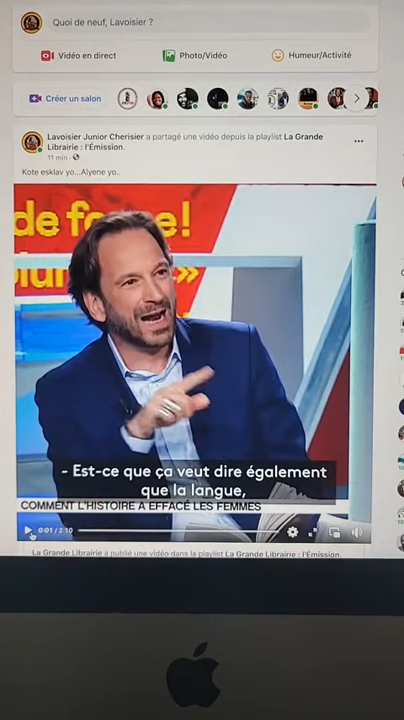 Quoi de neuf, Lavoisier ?
Vidéo en direct
Photo/Vidéo
Humeur/Activité
Créer un salon
Lavoisier Junior Cherisier a partagé une vidéo depuis la playlist La Grande
Librairie : l'Émission.
11 min
Kote esklav yo...Alyene yo..
de fo e!
»
- Est-ce que ça veut dire également
que la langue,
COMMENT L'HISTOIRE A EFFACÉ LES FEMMES
0:01 / 2:10
La Grande Librairie a publié une vidéo dans la playlist La Grande Librairie : l'Émission.